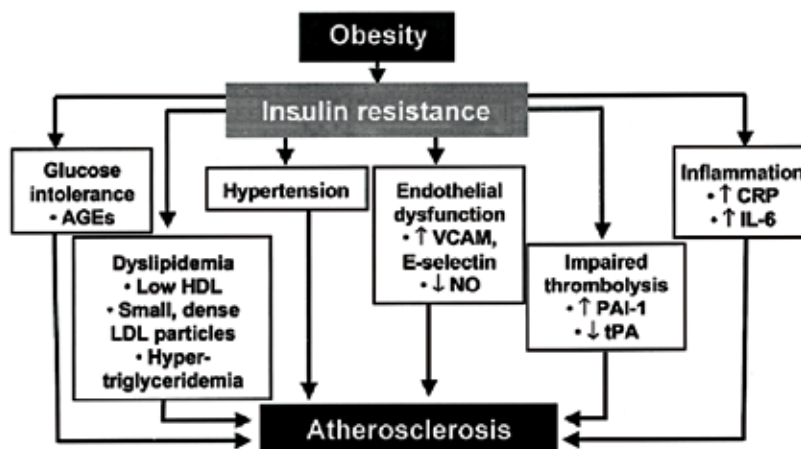 Obesity
Insulin resistance
Glucose
intolerance
• AGEs
Dyslipidemia
• Low HDL
• Small, dense
LDL particles
• Hyper-
triglyceridemia
Hypertension
Endothelial
dysfunction
• ↑ VCAM,
E-selectin
• ↓ NO
Impaired
thrombolysis
• ↑ PAI-1
• ↓ tPA
Inflammation
• ↑ CRP
• ↑ IL-6
Atherosclerosis